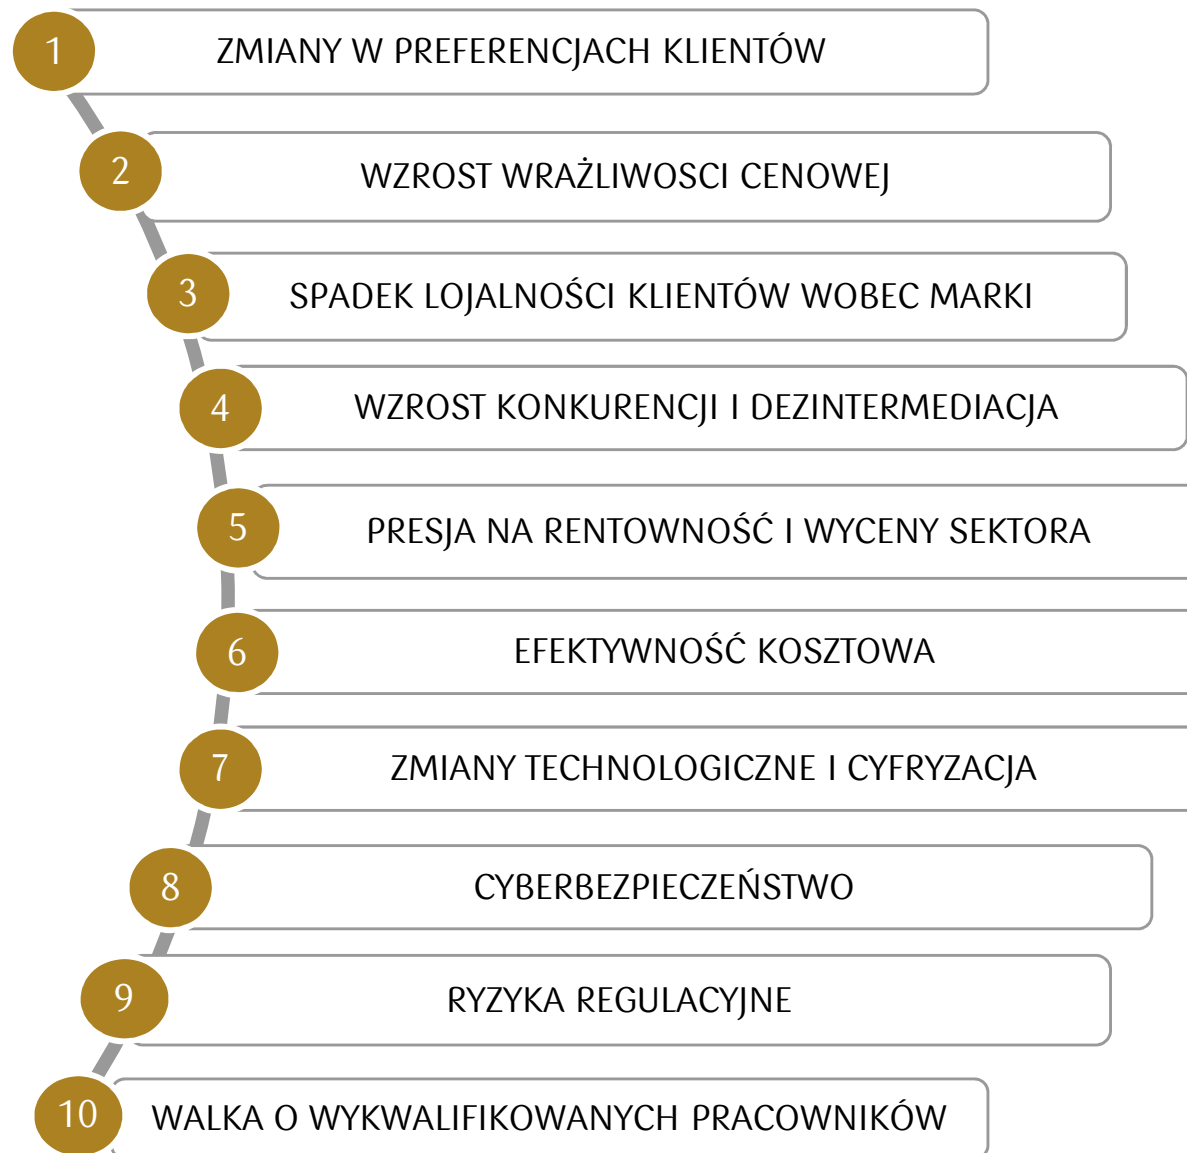 1 ZMIANY W PREFERENCJACH KLIENTÓW
2 WZROST WRAŻLIWOSCI CENOWEJ
3 SPADEK LOJALNOŚCI KLIENTÓW WOBEC MARKI
4 WZROST KONKURENCJI I DEZINTERMEDIACJA
5 PRESJA NA RENTOWNOŚĆ I WYCENY SEKTORA
6 EFEKTYWNOŚĆ KOSZTOWA
7 ZMIANY TECHNOLOGICZNE I CYFRYZACJA
8 CYBERBEZPIECZEŃSTWO
9 RYZYKA REGULACYJNE
10 WALKA O WYKWALIFIKOWANYCH PRACOWNIKÓW